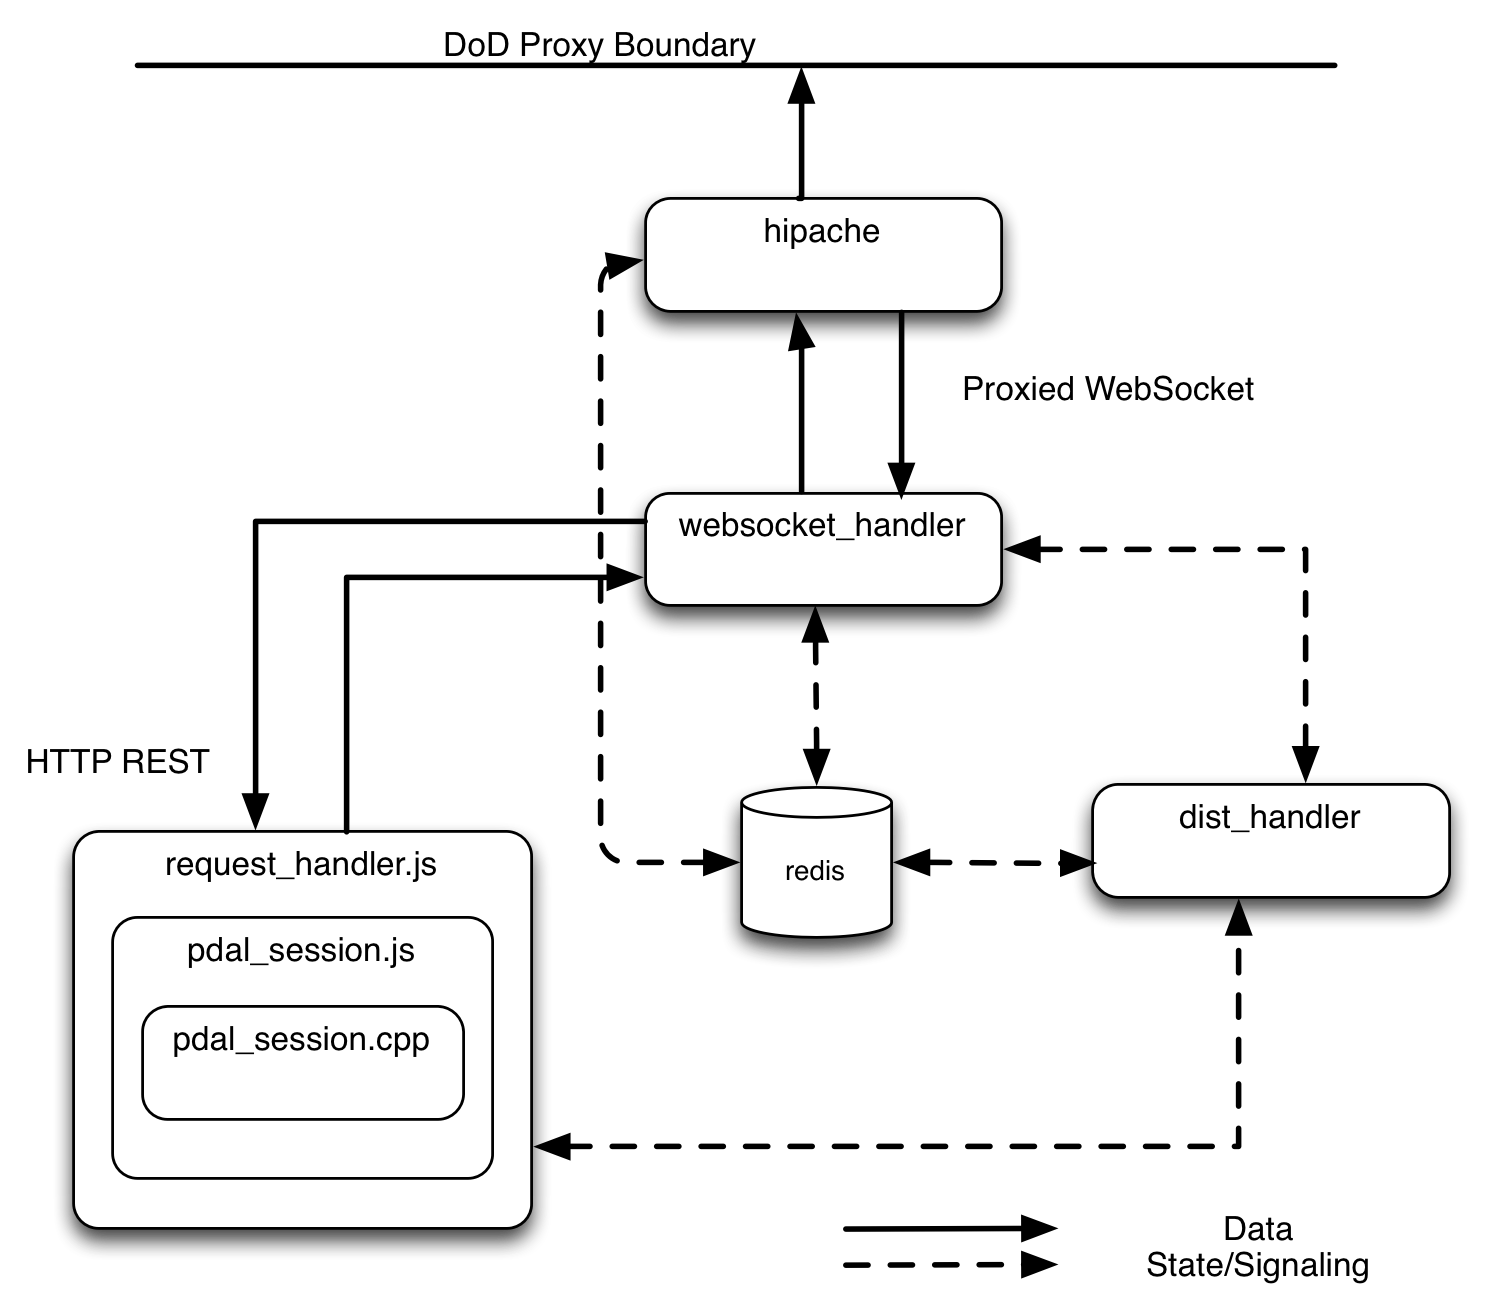 DoD Proxy Boundary
hipache
Proxied WebSocket
websocket_handler
HTTP REST
dist_handler
request_handler.js
redis
pdal_session.js
pdal_session.cpp
Data
State/Signaling